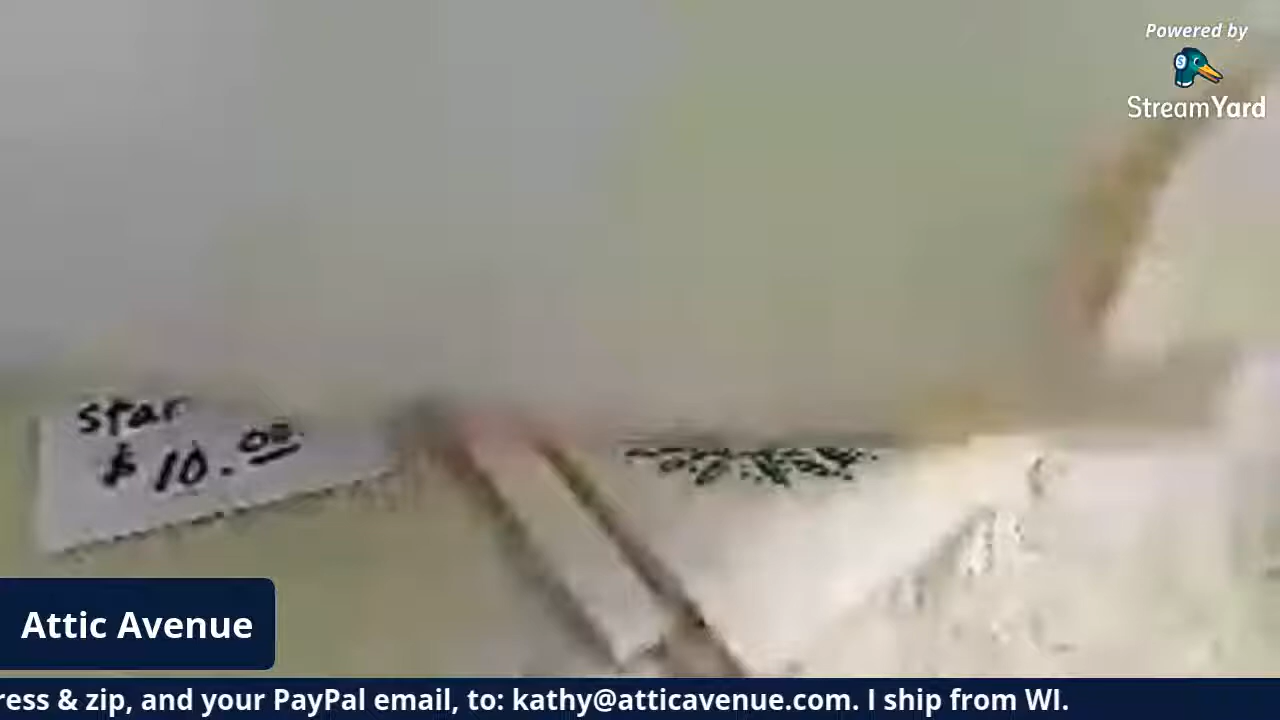 Powered by
StreamYard
star
$10.00
Attic Avenue
ress & zip, and your PayPal email, to: kathy@atticavenue.com. I ship from WI.